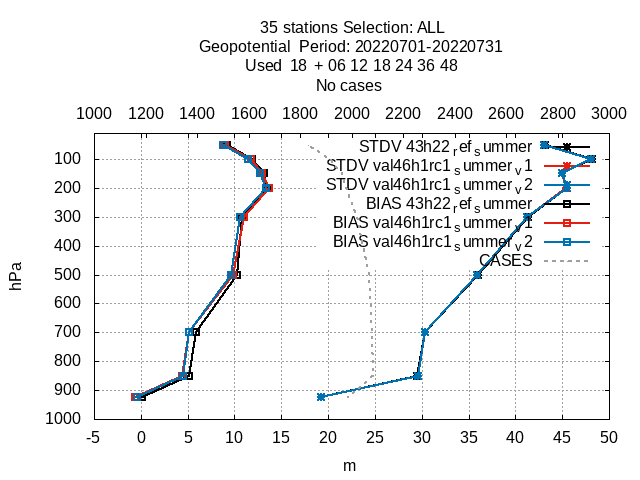 35 stations Selection: ALL
Geopotential Period: 20220701-20220731
Used 18 + 06 12 18 24 36 48
No cases
1000 1200 1400 1600 1800 2000 2200 2400 2600 2800 3000
STDV 43h22_ref_summer
STDV val46h1rc1_summer_v1
STDV val46h1rc1_summer_v2
BIAS 43h22_ref_summer
BIAS val46h1rc1_summer_v1
BIAS val46h1rc1_summer_v2
CASES
100
200
300
400
500
600
700
800
900
1000
hPa
-5 0 5 10 15 20 25 30 35 40 45 50
m